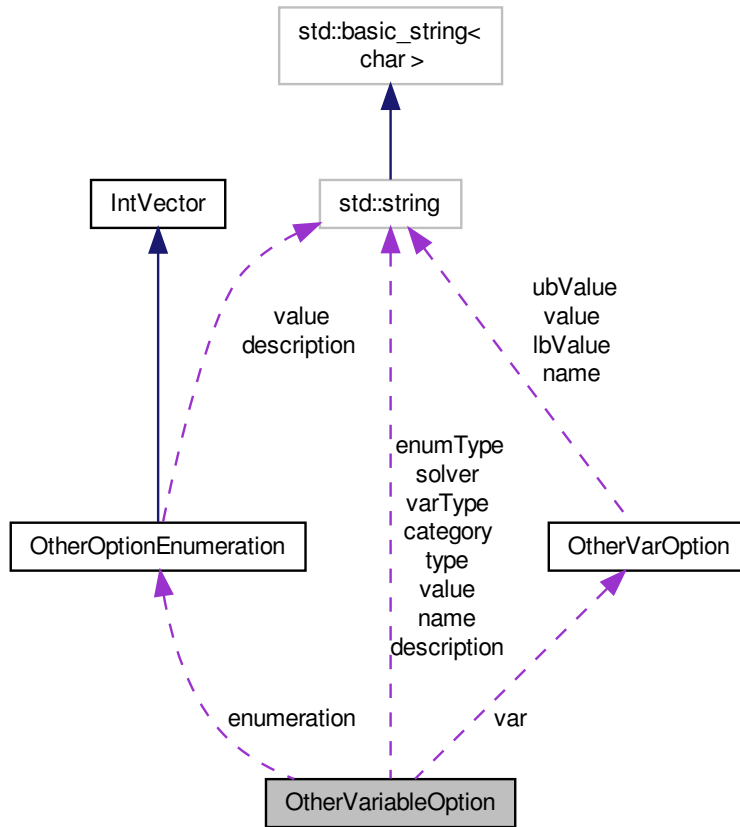 std::basic_string<
char >
IntVector
std::string
value
description
ubValue
value
lbValue
name
enumType
solver
varType
category
type
value
name
description
OtherOptionEnumeration
OtherVarOption
enumeration
var
OtherVariableOption